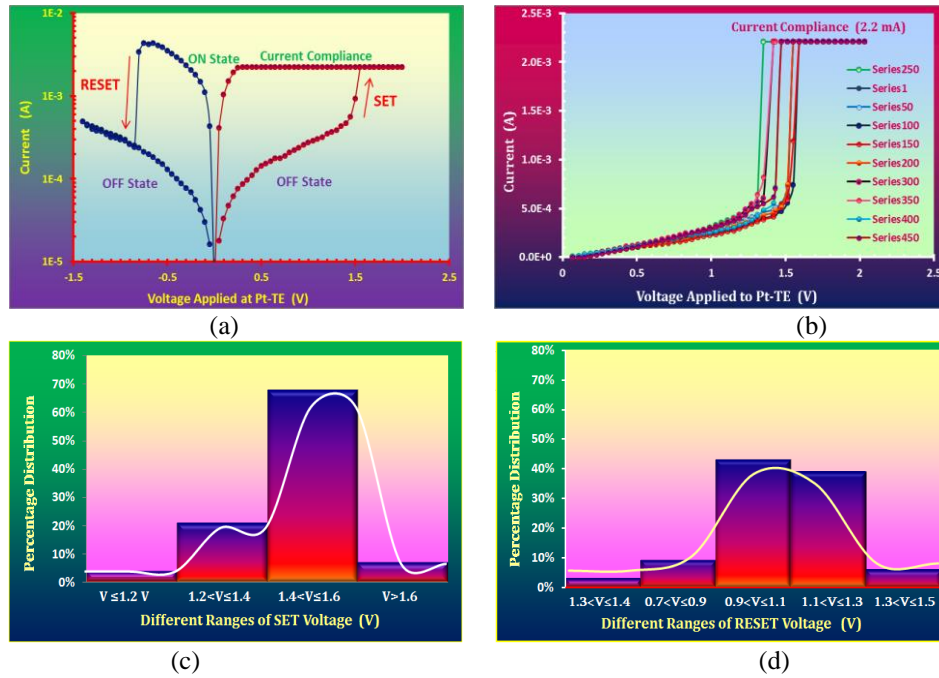 1E-2
1E-3
1E-4
1E-5
Current (A)
ON State
Current Compliance
RESET
SET
OFF State
OFF State
-1.5
-0.5
0.5
1.5
2.5
Voltage Applied at Pt-TE (V)
(a)
2.5E-3
2.0E-3
1.5E-3
1.0E-3
5.0E-4
0.0E+0
Current (A)
Current Compliance (2.2 mA)
Series250
Series1
Series50
Series100
Series150
Series200
Series300
Series350
Series400
Series450
0
0.5
1
1.5
2
2.5
Voltage Applied to Pt-TE (V)
(b)
80%
70%
60%
50%
40%
30%
20%
10%
0%
Percentage Distribution
V ≤1.2 V
1.2<V≤1.4
1.4<V≤1.6
V>1.6
Different Ranges of SET Voltage (V)
(c)
80%
70%
60%
50%
40%
30%
20%
10%
0%
Percentage Distribution
1.3<V≤1.4
0.7<V≤0.9
0.9<V≤1.1
1.1<V≤1.3
1.3<V≤1.5
Different Ranges of RESET Voltage (V)
(d)